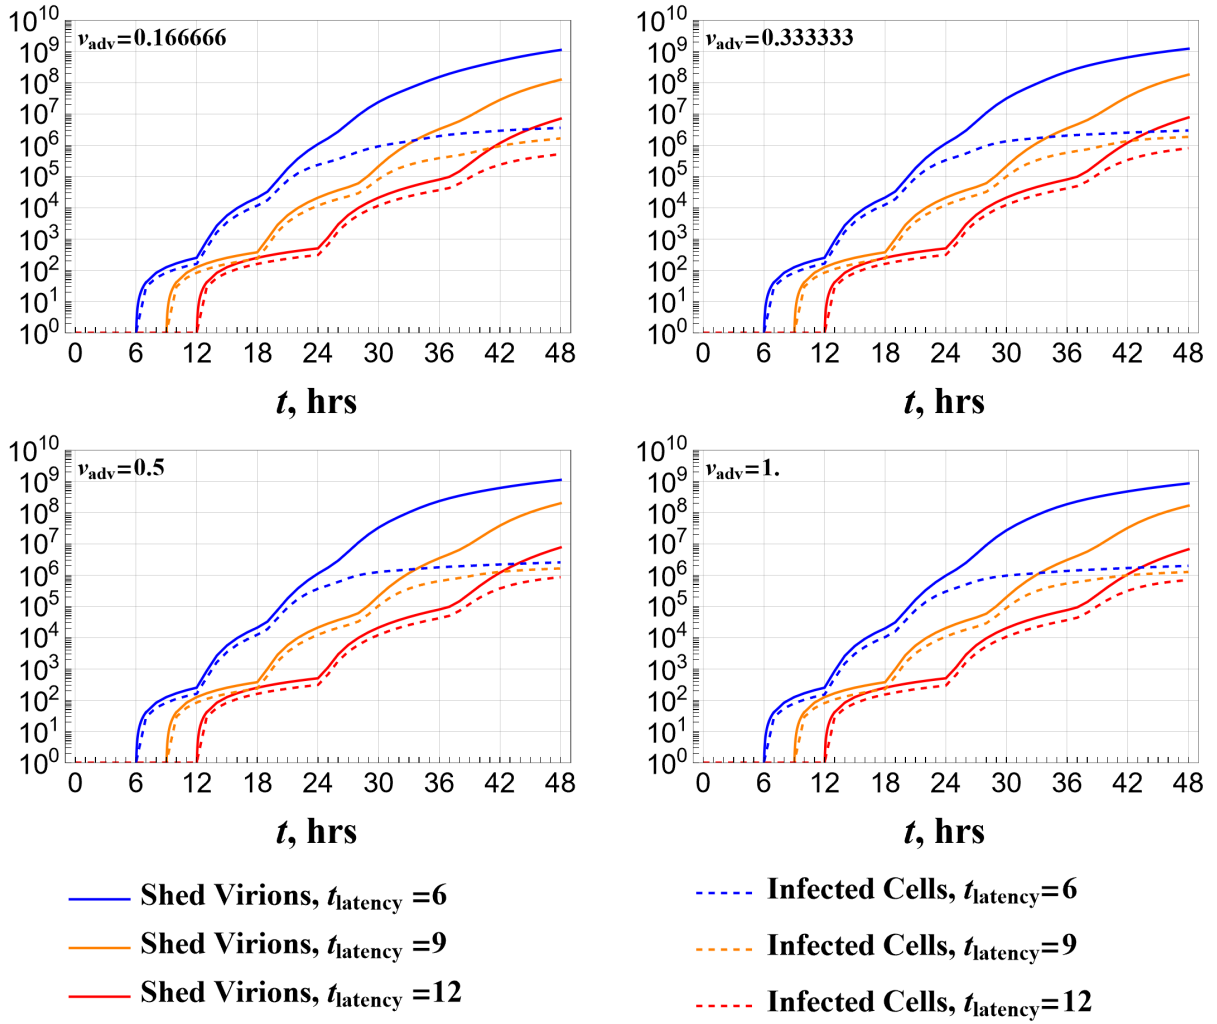 v_adv=0.166666
10^10
10^9
10^8
10^7
10^6
10^5
10^4
10^3
10^2
10^1
10^0
0 6 12 18 24 30 36 42 48
t, hrs
v_adv=0.333333
10^10
10^9
10^8
10^7
10^6
10^5
10^4
10^3
10^2
10^1
10^0
0 6 12 18 24 30 36 42 48
t, hrs
v_adv=0.5
10^10
10^9
10^8
10^7
10^6
10^5
10^4
10^3
10^2
10^1
10^0
0 6 12 18 24 30 36 42 48
t, hrs
v_adv=1.
10^10
10^9
10^8
10^7
10^6
10^5
10^4
10^3
10^2
10^1
10^0
0 6 12 18 24 30 36 42 48
t, hrs
Shed Virions, t_latency =6
Shed Virions, t_latency =9
Shed Virions, t_latency =12
Infected Cells, t_latency=6
Infected Cells, t_latency=9
Infected Cells, t_latency=12